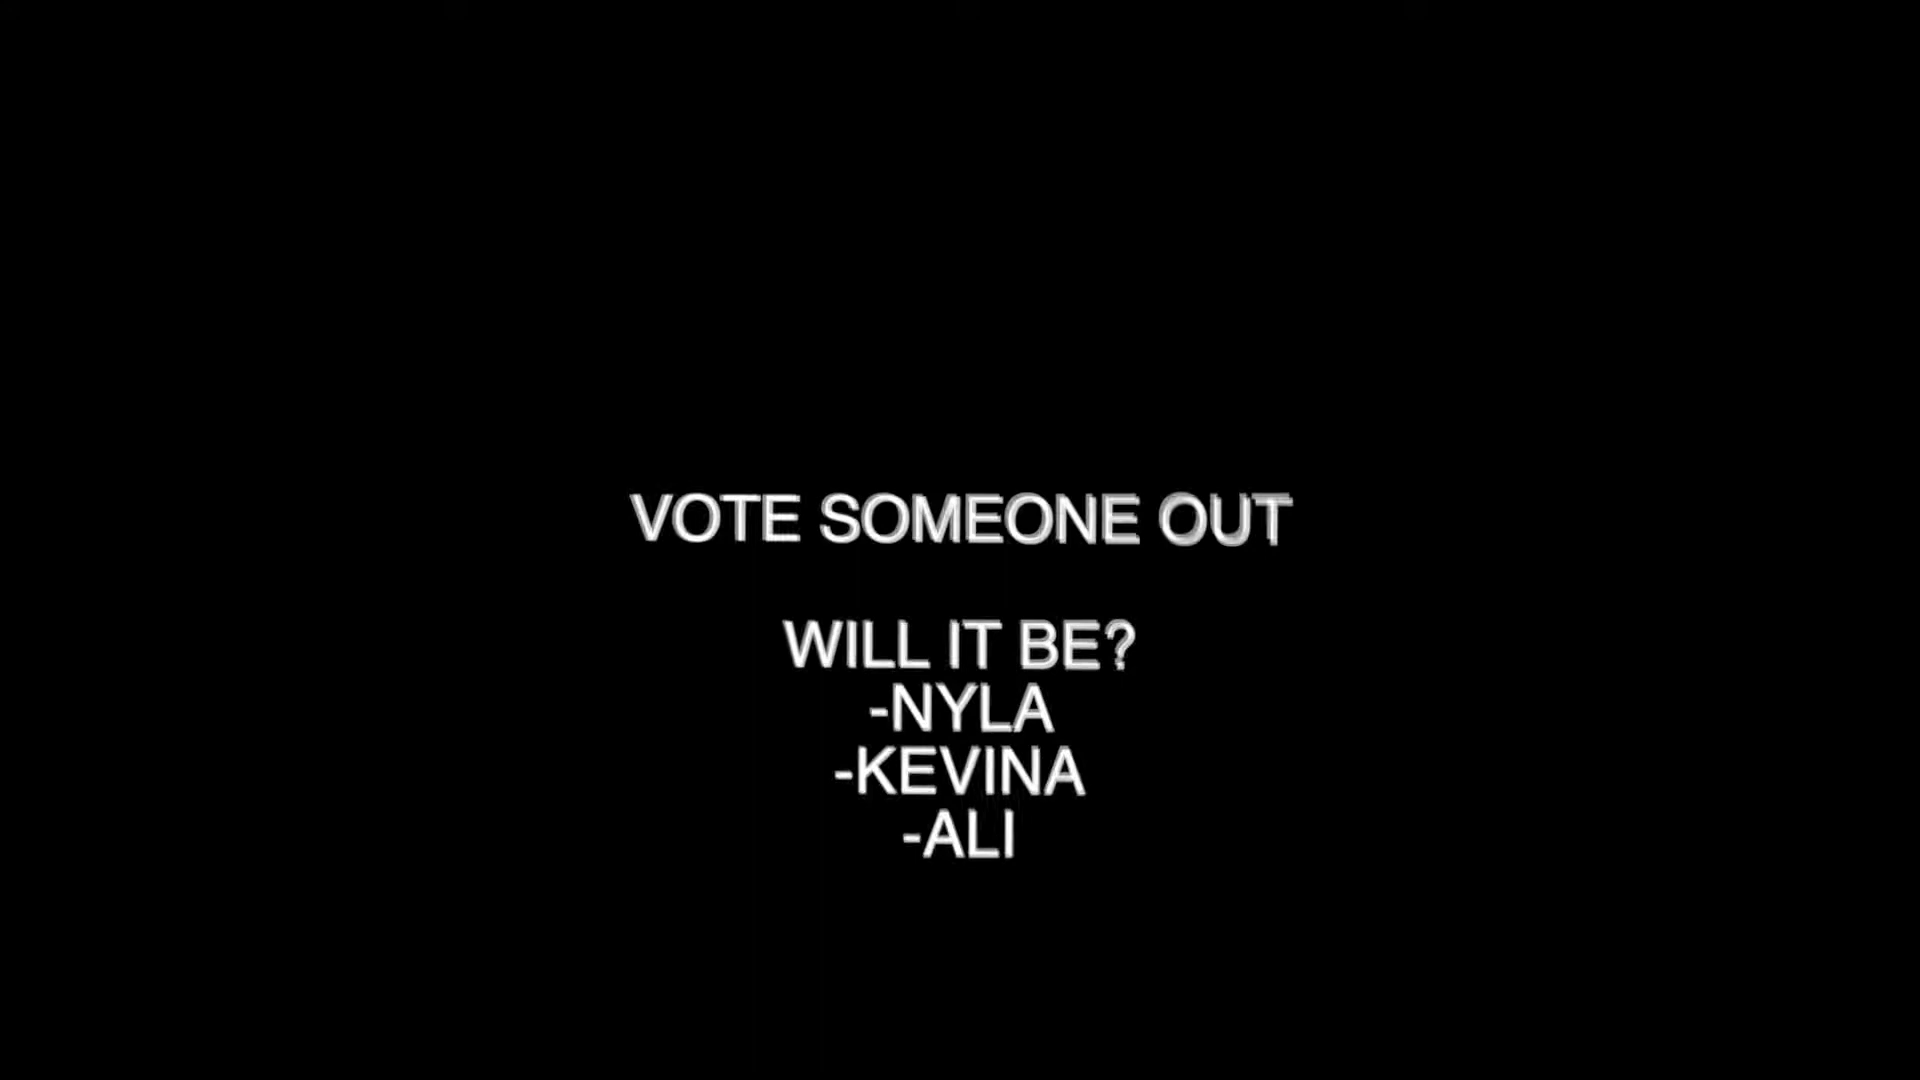 VOTE SOMEONE OUT
WILL IT BE?
-NYLA
-KEVINA
-ALI